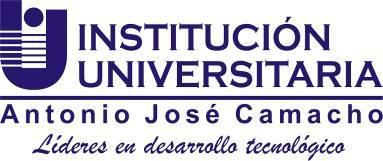 INSTITUCIÓN
UNIVERSITARIA
Antonio José Camacho
Líderes en desarrollo tecnológico